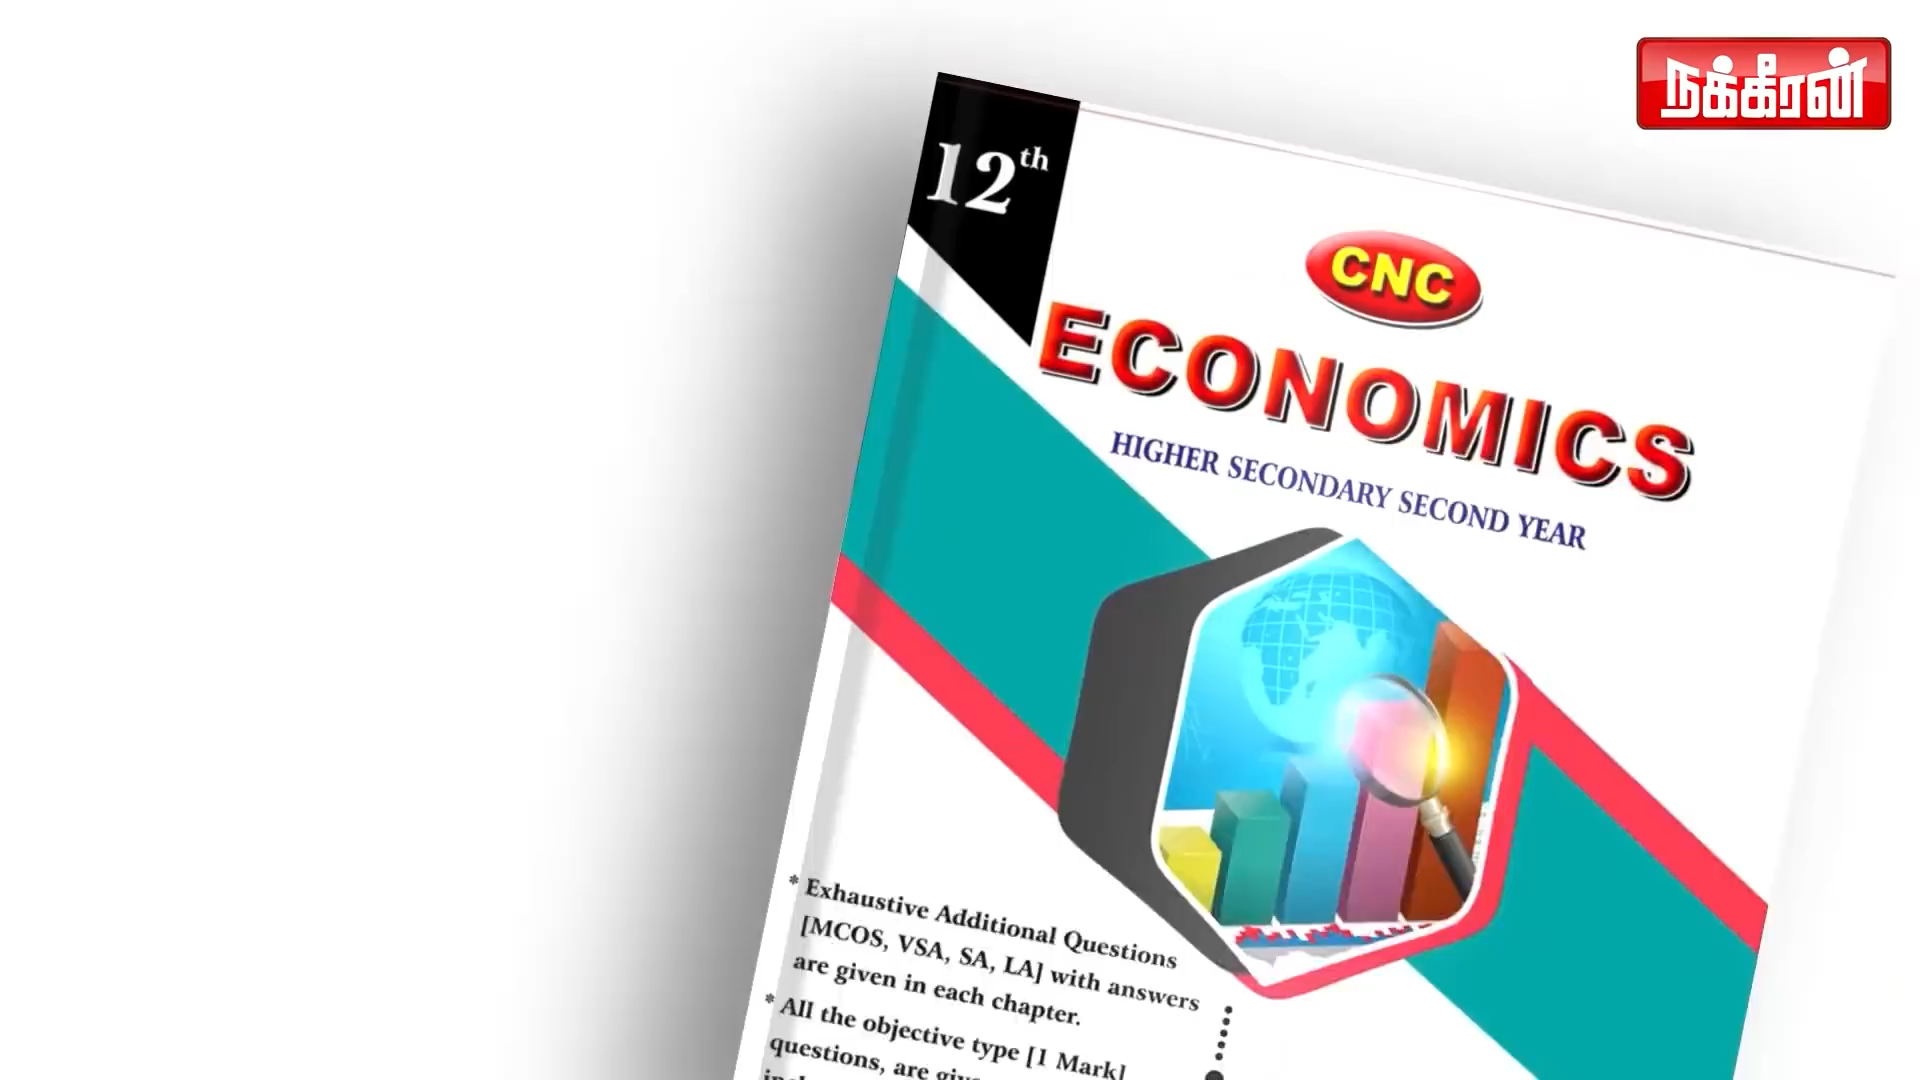 நக்கீரன்
12th
CNC
ECONOMICS
HIGHER SECONDARY SECOND YEAR
* Exhaustive Additional Questions
[MCOS, VSA, SA, LA] with answers
are given in each chapter.
* All the objective type [1 Mark]
questions, are